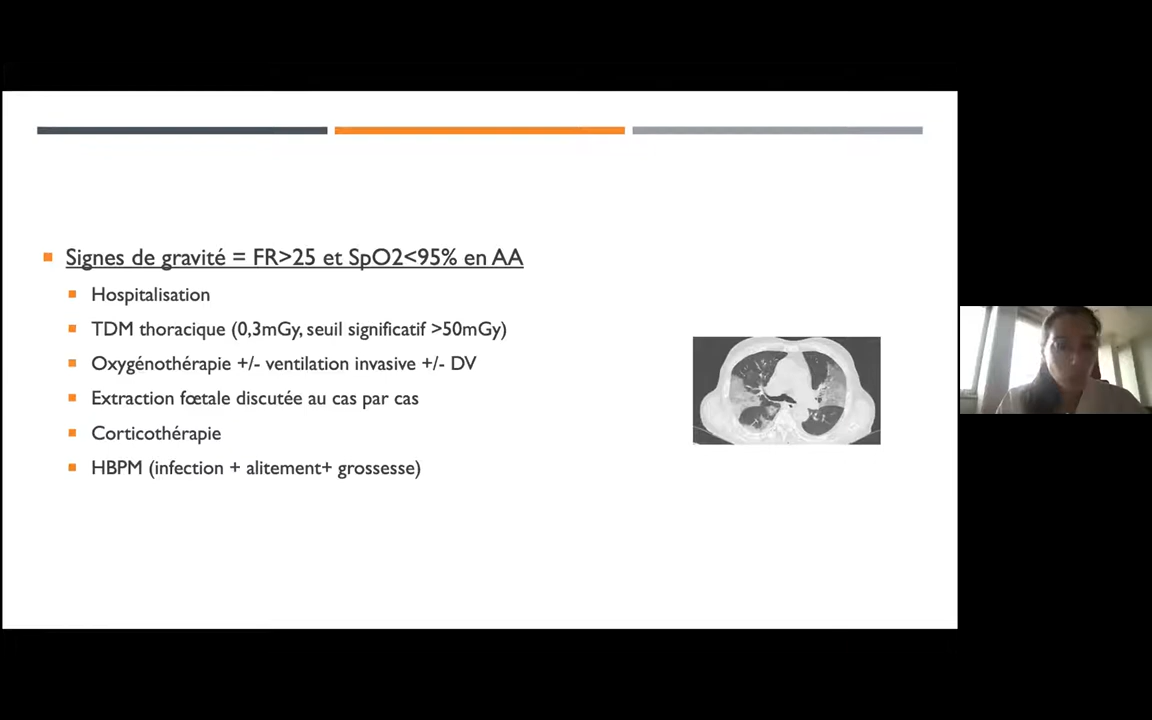 Signes de gravité = FR>25 et SpO2<95% en AA
Hospitalisation
TDM thoracique (0,3mGy, seuil significatif >50mGy)
Oxygénothérapie +/- ventilation invasive +/- DV
Extraction fœtale discutée au cas par cas
Corticothérapie
HBPM (infection + alitement+ grossesse)